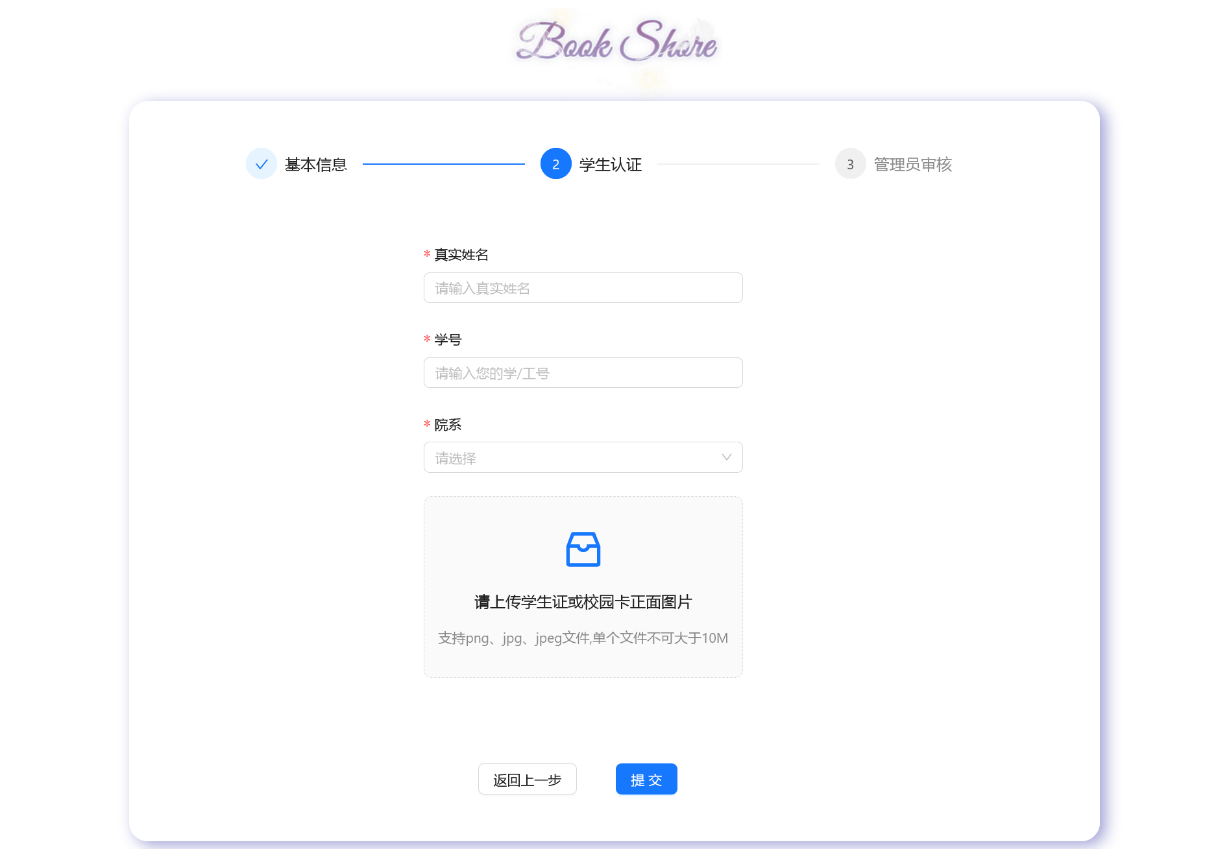 Book Share
基本信息
2 学生认证
3 管理员审核
* 真实姓名
请输入真实姓名
* 学号
请输入您的学/工号
* 院系
请选择
请上传学生证或校园卡正面图片
支持png、jpg、jpeg文件,单个文件不可大于10M
返回上一步 提 交